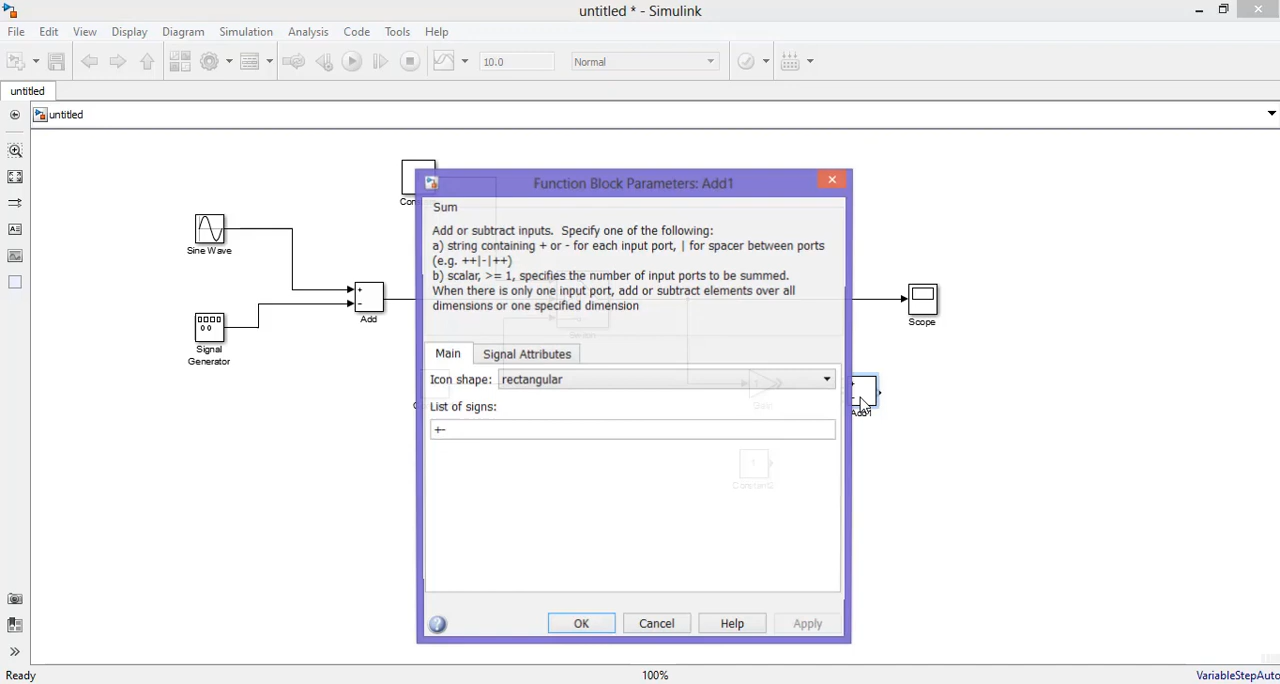 untitled * - Simulink
File Edit View Display Diagram Simulation Analysis Code Tools Help
10.0
Normal
untitled
untitled
Sine Wave
Signal
Generator
Add
Scope
Add1
Function Block Parameters: Add1
Sum
Add or subtract inputs. Specify one of the following:
a) string containing + or - for each input port, | for spacer between ports
(e.g. ++|-|++)
b) scalar, >= 1, specifies the number of input ports to be summed.
When there is only one input port, add or subtract elements over all
dimensions or one specified dimension
Main
Signal Attributes
Icon shape: rectangular
List of signs:
+-
Constant2
OK Cancel Help Apply
Ready
100%
VariableStepAuto